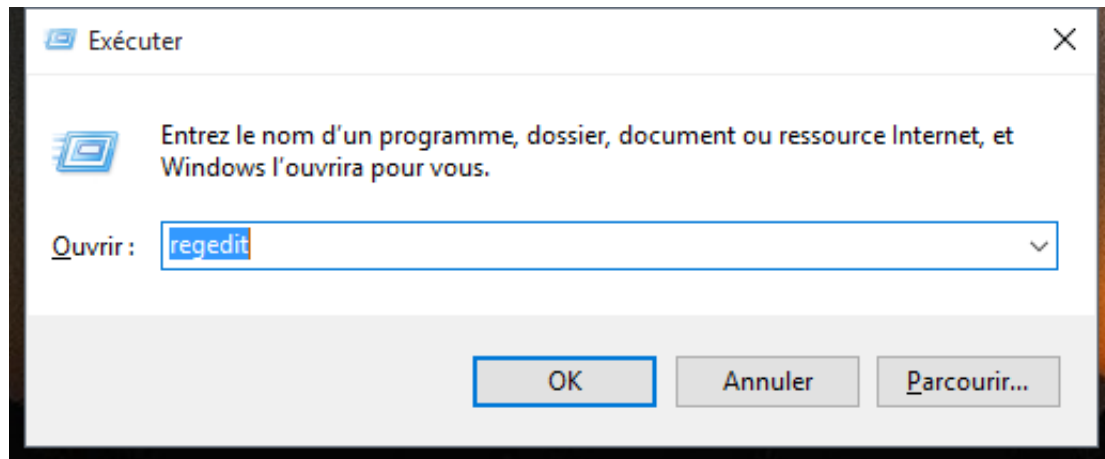 Exécuter
Entrez le nom d'un programme, dossier, document ou ressource Internet, et
Windows l'ouvrira pour vous.
Ouvrir : regedit
OK Annuler Parcourir...